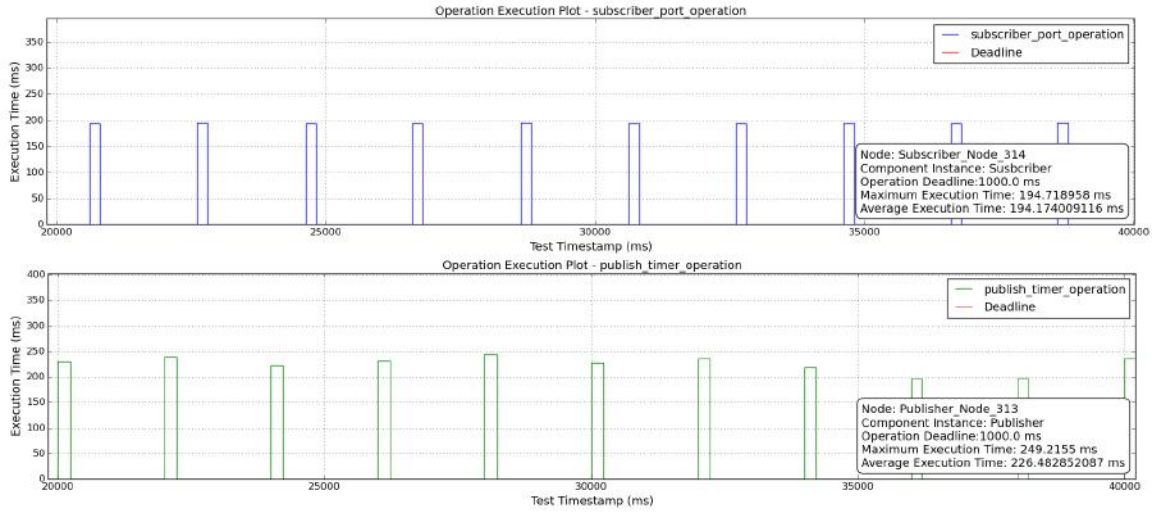 Operation Execution Plot - subscriber_port_operation
Execution Time (ms)
350
300
250
200
150
100
50
0
subscriber_port_operation
Deadline
Node: Subscriber_Node_314
Component Instance: Susbcriber
Operation Deadline:1000.0 ms
Maximum Execution Time: 194.718958 ms
Average Execution Time: 194.174009116 ms
20000 25000 30000 35000 40000
Test Timestamp (ms)
Operation Execution Plot - publish_timer_operation
Execution Time (ms)
400
350
300
250
200
150
100
50
0
publish_timer_operation
Deadline
Node: Publisher_Node_313
Component Instance: Publisher
Operation Deadline:1000.0 ms
Maximum Execution Time: 249.2155 ms
Average Execution Time: 226.482852087 ms
20000 25000 30000 35000 40000
Test Timestamp (ms)